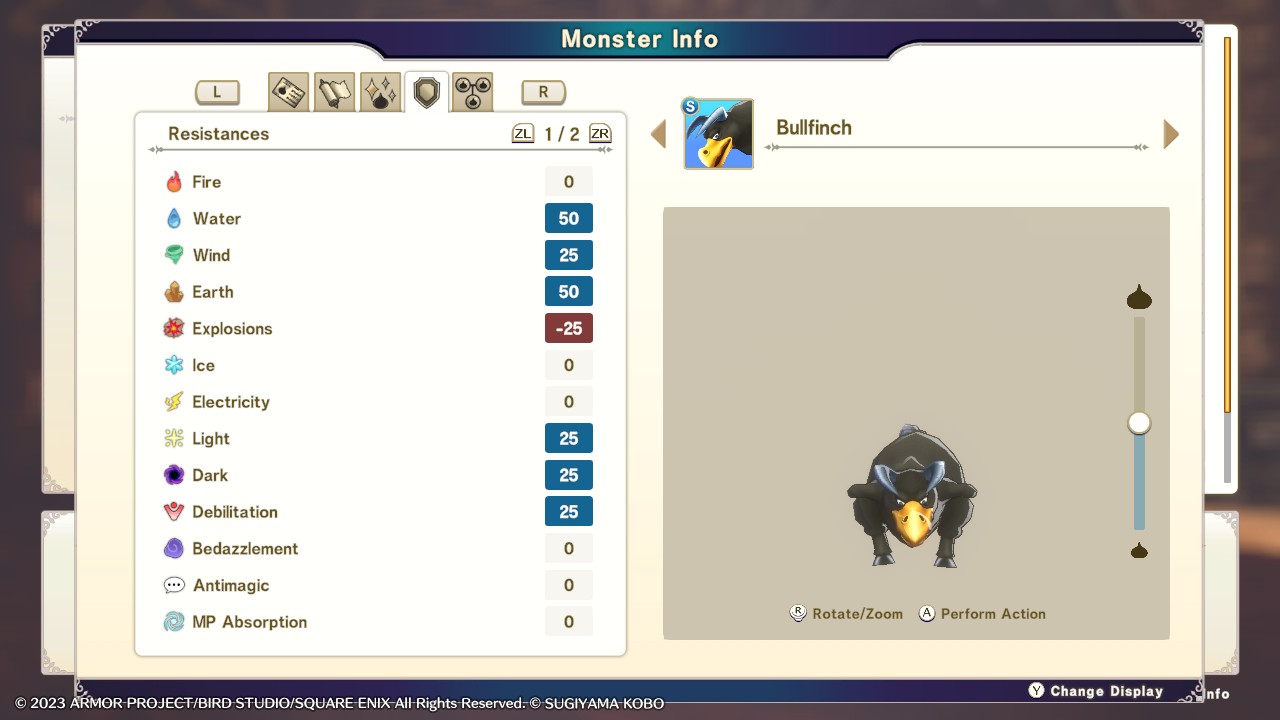 Monster Info
L
R
Resistances ZL 1 / 2 ZR
Fire 0
Water 50
Wind 25
Earth 50
Explosions -25
Ice 0
Electricity 0
Light 25
Dark 25
Debilitation 25
Bedazzlement 0
Antimagic 0
MP Absorption 0
S
Bullfinch
R Rotate/Zoom A Perform Action
Y Change Display
nfo
© 2023 ARMOR PROJECT/BIRD STUDIO/SQUARE ENIX All Rights Reserved. © SUGIYAMA KOBO